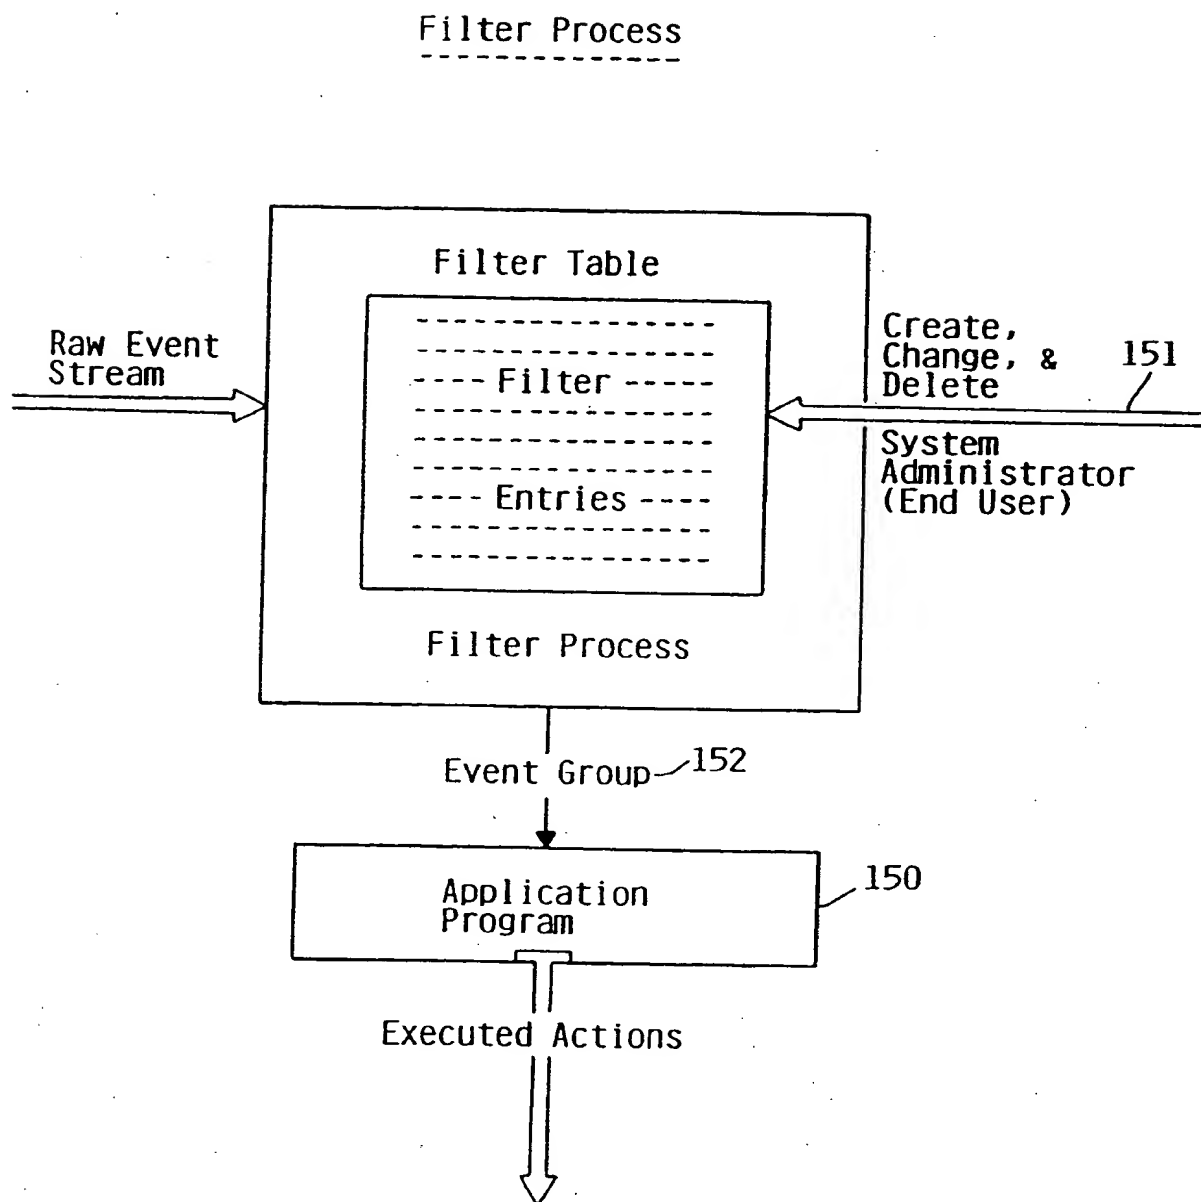 Filter Process
--------------
Filter Table
Raw Event
Stream
Filter
Entries
Create,
Change, &
Delete
151
System
Administrator
(End User)
Filter Process
Event Group
152
Application
Program
150
Executed Actions